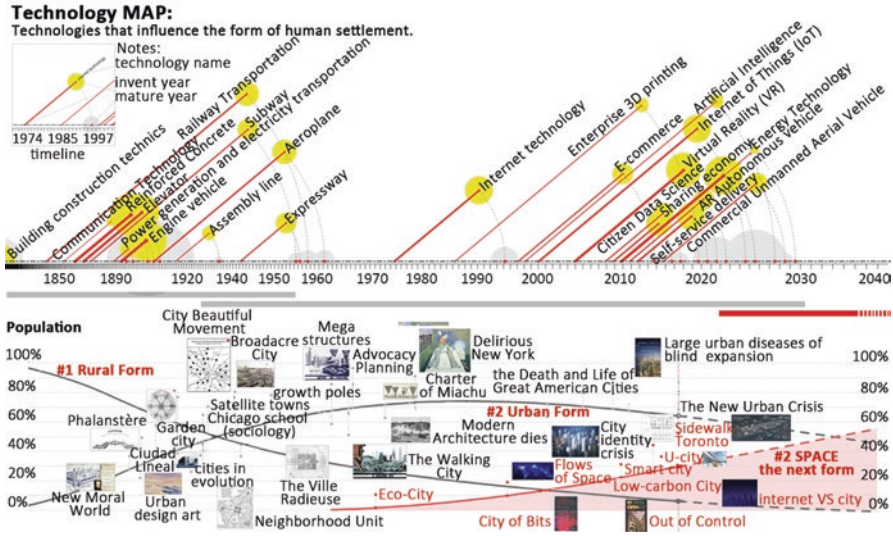 Technology MAP:
Technologies that influence the form of human settlement.
Notes:
technology name
invent year
mature year
1974 1985 1997
timeline
Building construction technics
Communication Technology
Railway Transportation
Reinforced Concrete
Elevator
Power generation and electricity transportation
Engine vehicle
Subway
Aeroplane
Assembly line
Expressway
Internet technology
Enterprise 3D printing
E-commerce
Artificial Intelligence
Internet of Things (IoT)
Virtual Reality (VR)
Citizen Data Science
Sharing economy
Energy Technology
AR Autonomous Vehicle
Self-service delivery
Commercial Unmanned Aerial Vehicle
1850 1890 1920 1940 1950 1960 1970 1980 1990 2000 2010 2020 2030 2040
Population
100%
80%
60%
40%
20%
0%
#1 Rural Form
City Beautiful
Movement
Broadacre
City
Mega
structures
Advocacy
Planning
Delirious
New York
Charter
of Miachu
Large urban diseases of
blind expansion
growth poles
the Death and Life of
Great American Cities
Phalanstère
Garden
city
Satellite towns
Chicago school
(sociology)
#2 Urban Form
The New Urban Crisis
Modern
Architecture dies
City
identity
crisis
Sidewalk
Toronto
Ciudad
Lineal
cities in
evolution
The Walking
City
Flows
of Space
U-city
Smart city
#2 SPACE
the next form
New Moral
World
Urban
design art
The Ville
Radieuse
Eco-City
Low-carbon City
internet VS city
Neighborhood Unit
City of Bits
Out of Control
100%
80%
60%
40%
20%
0%